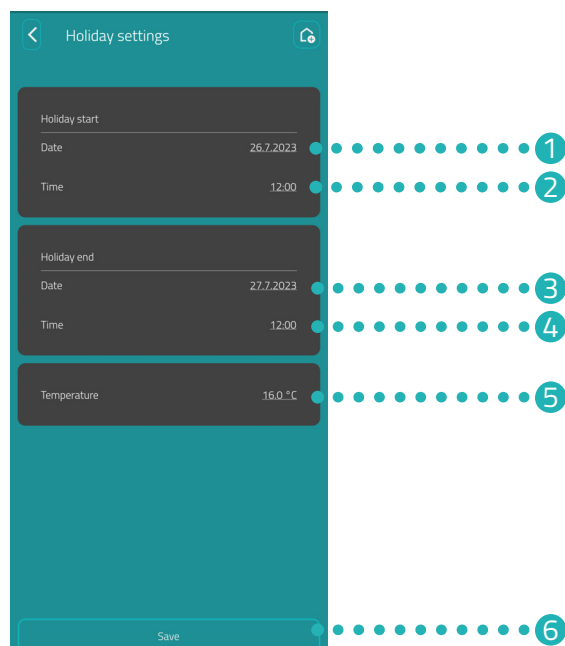 Holiday settings
Holiday start
Date 26.7.2023 1
Time 12:00 2
Holiday end
Date 27.7.2023 3
Time 12:00 4
Temperature 16.0 °C 5
Save 6